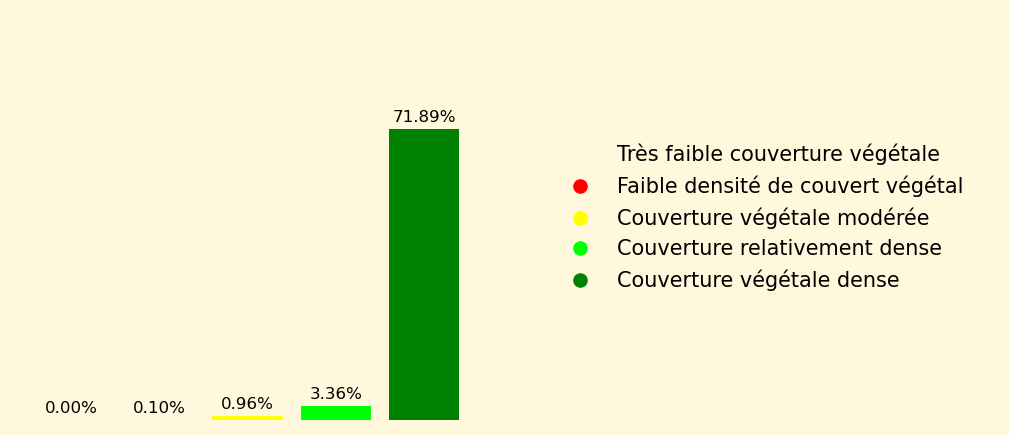 71.89%
3.36%
0.96%
0.10%
0.00%
Très faible couverture végétale
Faible densité de couvert végétal
Couverture végétale modérée
Couverture relativement dense
Couverture végétale dense